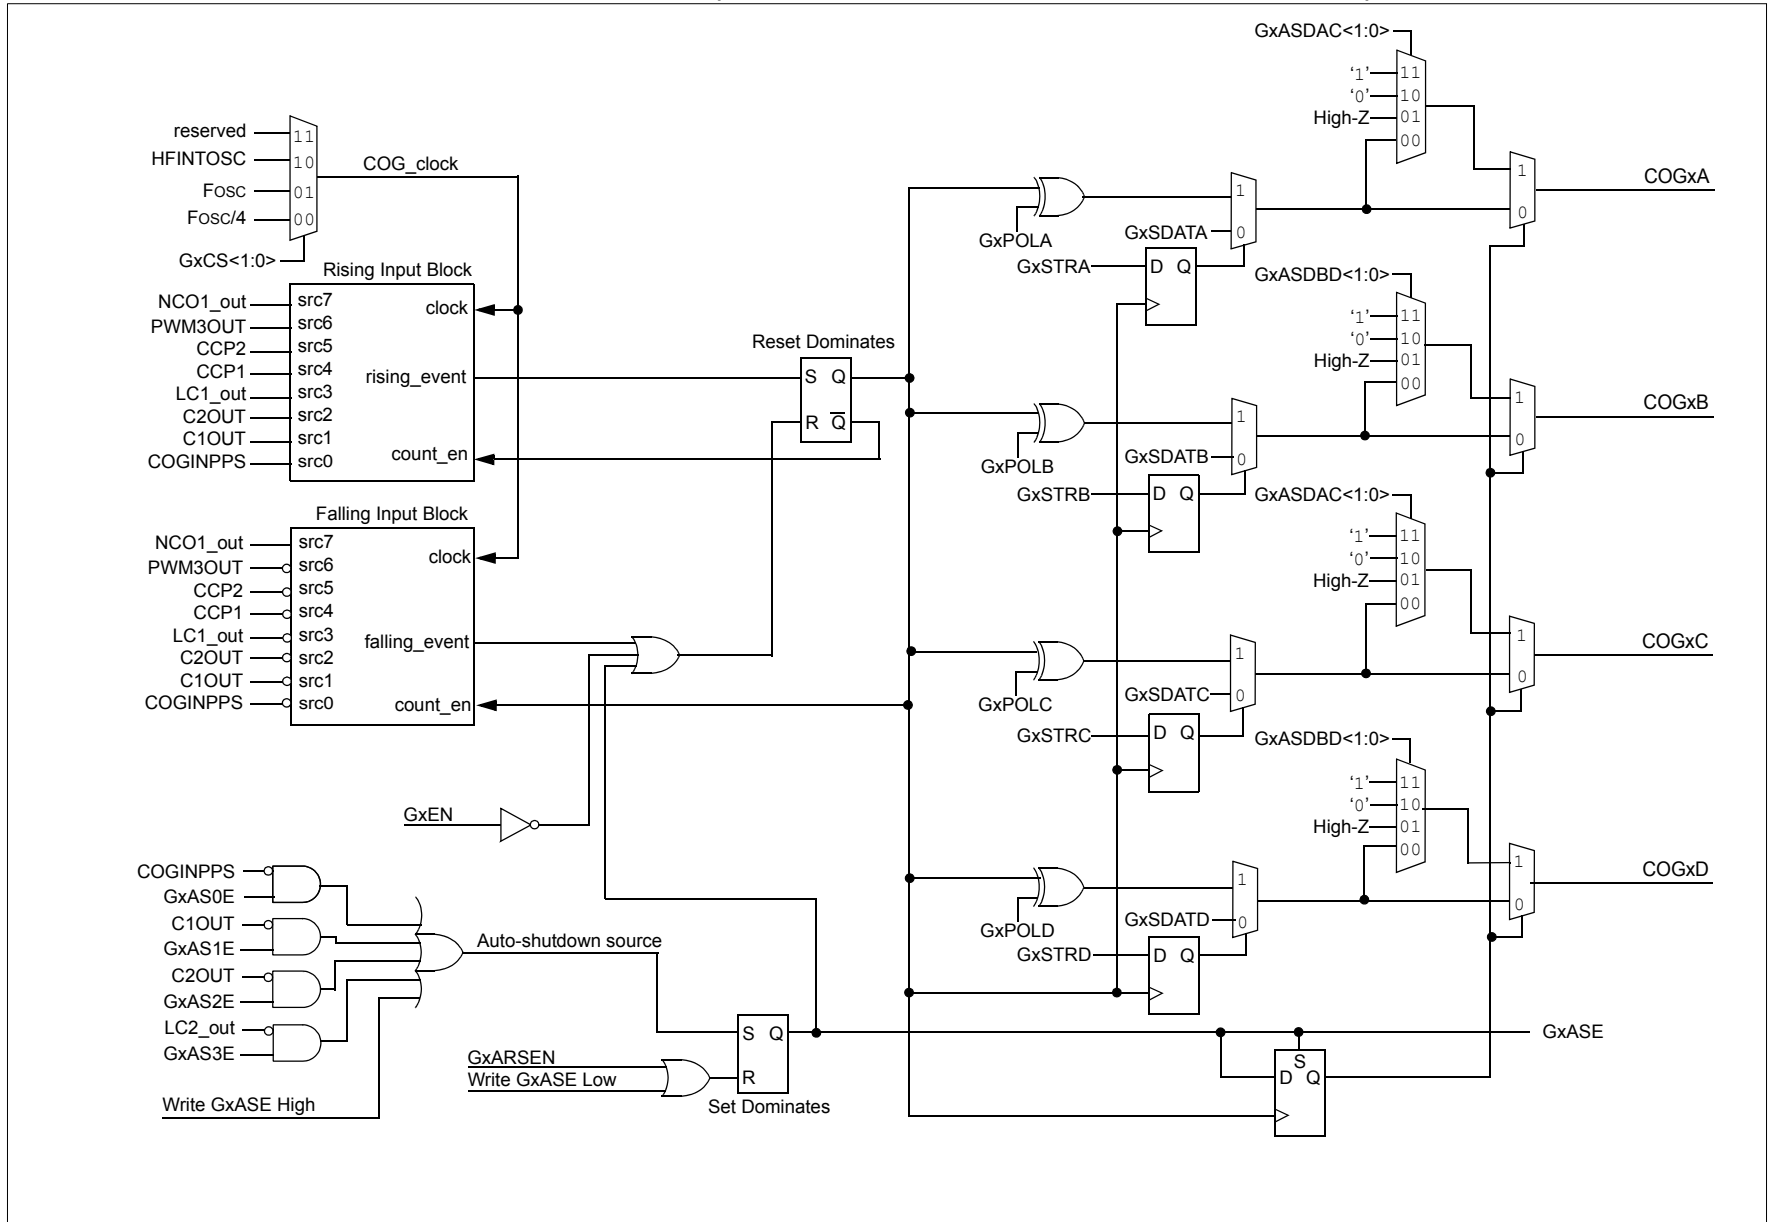 reserved
HFINTOSC
FOSC
FOSC/4
11
10
01
00
GxCS<1:0>
COG_clock
Rising Input Block
NCO1_out
PWM3OUT
CCP2
CCP1
LC1_out
C2OUT
C1OUT
COGINPPS
src7
src6
src5
src4
src3
src2
src1
src0
clock
rising_event
count_en
Falling Input Block
NCO1_out
PWM3OUT
CCP2
CCP1
LC1_out
C2OUT
C1OUT
COGINPPS
src7
src6
src5
src4
src3
src2
src1
src0
clock
falling_event
count_en
Reset Dominates
S Q
R Q̅
GxEN
COGINPPS
GxAS0E
C1OUT
GxAS1E
C2OUT
GxAS2E
LC2_out
GxAS3E
Write GxASE High
Auto-shutdown source
GxARSEN
Write GxASE Low
S Q
R
Set Dominates
GxASDAC<1:0>
‘1’
‘0’
High-Z
11
10
01
00
GxPOLA
GxSDATA
1
0
GxSTRA
D Q
1
0
COGxA
GxASDBD<1:0>
‘1’
‘0’
High-Z
11
10
01
00
GxPOLB
GxSDATB
1
0
GxSTRB
D Q
1
0
COGxB
GxASDAC<1:0>
‘1’
‘0’
High-Z
11
10
01
00
GxPOLC
GxSDATC
1
0
GxSTRC
D Q
1
0
COGxC
GxASDBD<1:0>
‘1’
‘0’
High-Z
11
10
01
00
GxPOLD
GxSDATD
1
0
GxSTRD
D Q
1
0
COGxD
GxASE
S
D Q